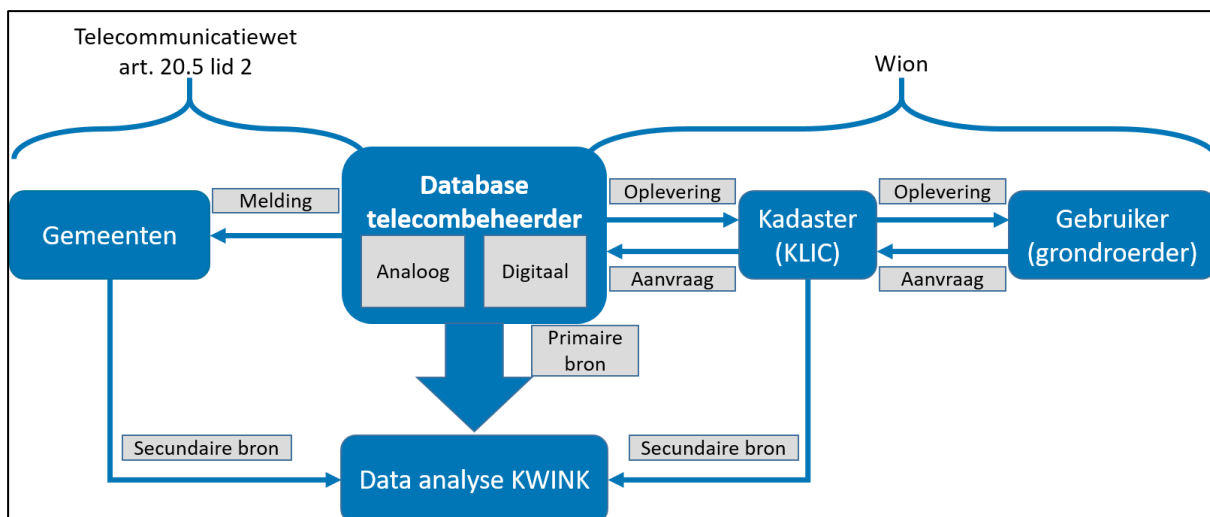 Telecommunicatiewet
art. 20.5 lid 2
Wion
Gemeenten
Melding
Database
telecombeheerder
Analoog
Digitaal
Oplevering
Aanvraag
Kadaster
(KLIC)
Oplevering
Aanvraag
Gebruiker
(grondroerder)
Primaire
bron
Secundaire bron
Data analyse KWINK
Secundaire bron